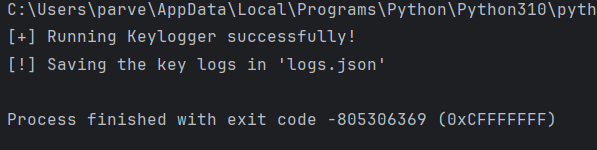 C:\Users\parve\AppData\Local\Programs\Python\Python310\pyth
[+] Running Keylogger successfully!
[!] Saving the key logs in 'logs.json'
Process finished with exit code -805306369 (0xCFFFFFFF)